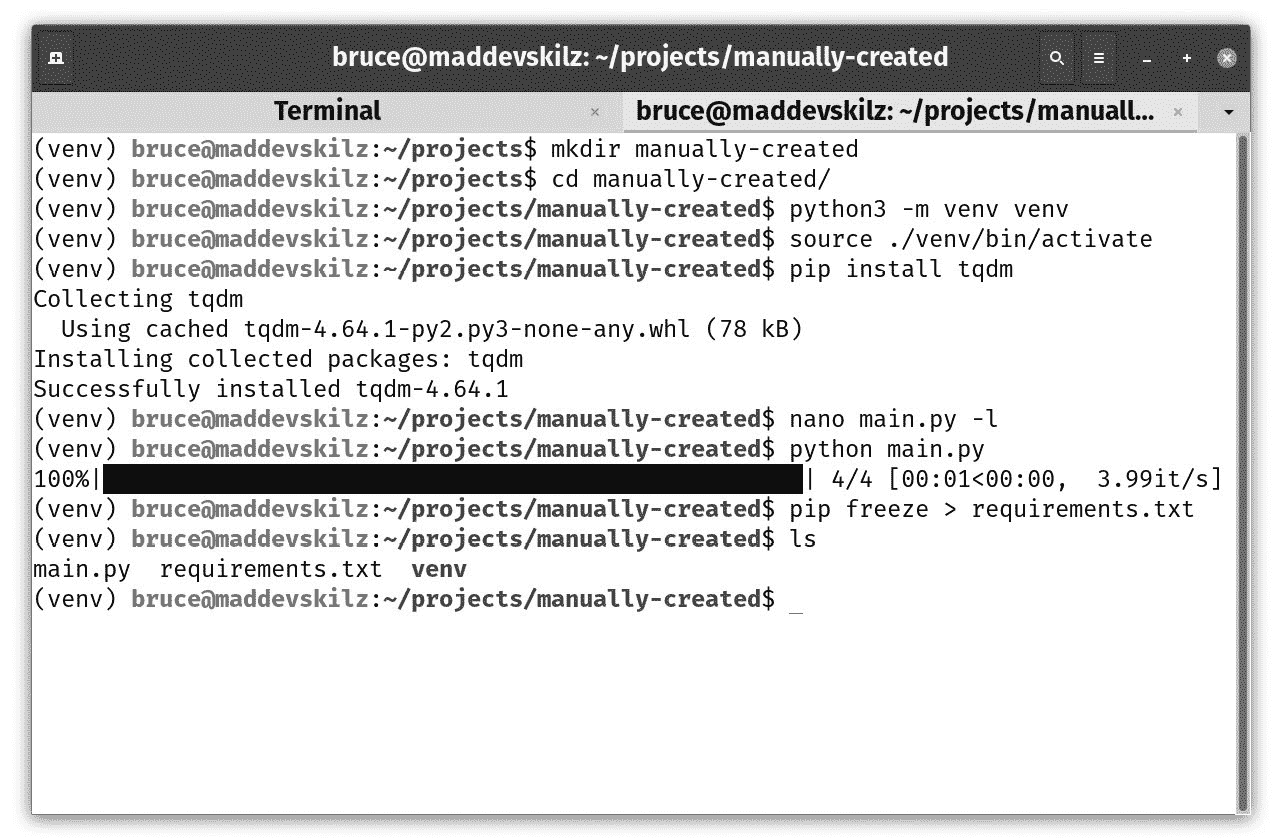 bruce@maddevskilz: ~/projects/manually-created
Terminal
bruce@maddevskilz: ~/projects/manuall...
(venv) bruce@maddevskilz:~/projects$ mkdir manually-created
(venv) bruce@maddevskilz:~/projects$ cd manually-created/
(venv) bruce@maddevskilz:~/projects/manually-created$ python3 -m venv venv
(venv) bruce@maddevskilz:~/projects/manually-created$ source ./venv/bin/activate
(venv) bruce@maddevskilz:~/projects/manually-created$ pip install tqdm
Collecting tqdm
  Using cached tqdm-4.64.1-py2.py3-none-any.whl (78 kB)
Installing collected packages: tqdm
Successfully installed tqdm-4.64.1
(venv) bruce@maddevskilz:~/projects/manually-created$ nano main.py -l
(venv) bruce@maddevskilz:~/projects/manually-created$ python main.py
100%|██████████████████████████████████████████████████| 4/4 [00:01<00:00,  3.99it/s]
(venv) bruce@maddevskilz:~/projects/manually-created$ pip freeze > requirements.txt
(venv) bruce@maddevskilz:~/projects/manually-created$ ls
main.py  requirements.txt  venv
(venv) bruce@maddevskilz:~/projects/manually-created$ _